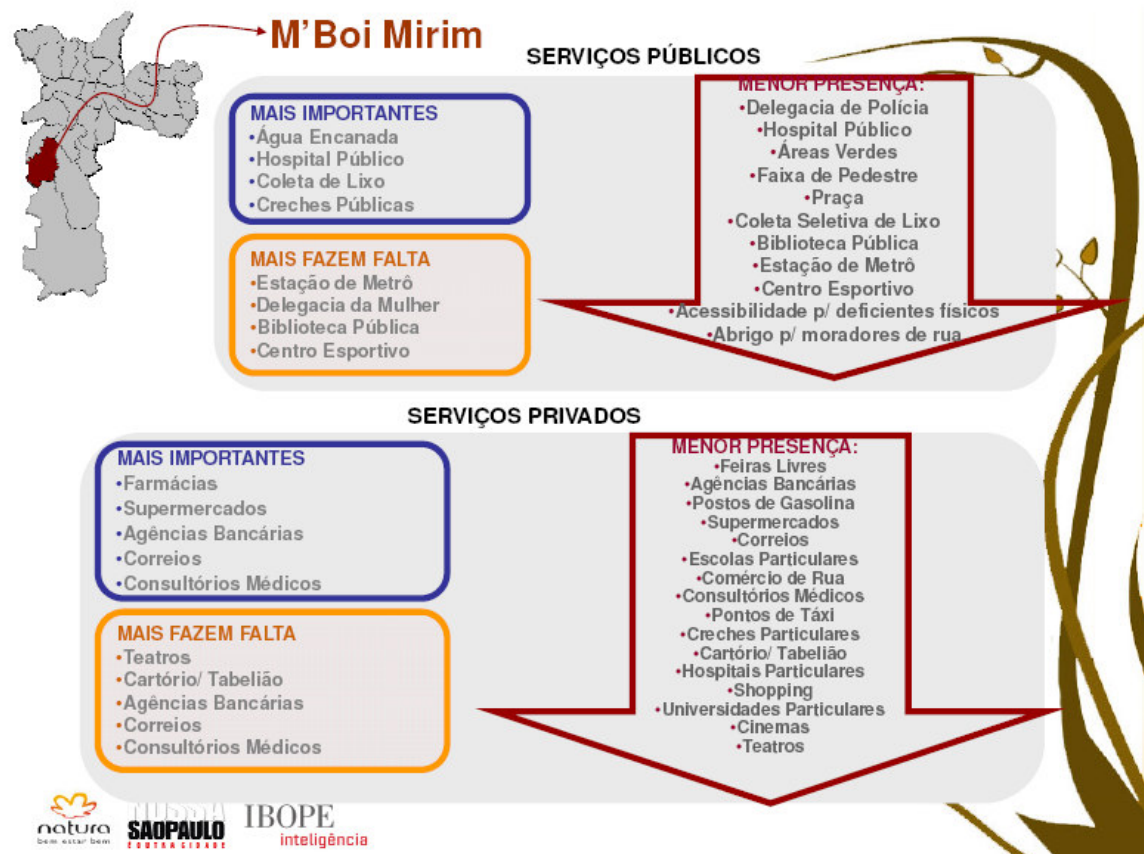 M'Boi Mirim
SERVIÇOS PÚBLICOS
MAIS IMPORTANTES
•Água Encanada
•Hospital Público
•Coleta de Lixo
•Creches Públicas
MAIS FAZEM FALTA
•Estação de Metrô
•Delegacia da Mulher
•Biblioteca Pública
•Centro Esportivo
MENOR PRESENÇA:
•Delegacia de Polícia
•Hospital Público
•Áreas Verdes
•Faixa de Pedestre
•Praça
•Coleta Seletiva de Lixo
•Biblioteca Pública
•Estação de Metrô
•Centro Esportivo
•Acessibilidade p/ deficientes físicos
•Abrigo p/ moradores de rua
SERVIÇOS PRIVADOS
MAIS IMPORTANTES
•Farmácias
•Supermercados
•Agências Bancárias
•Correios
•Consultórios Médicos
MAIS FAZEM FALTA
•Teatros
•Cartório/ Tabelião
•Agências Bancárias
•Correios
•Consultórios Médicos
MENOR PRESENÇA:
•Feiras Livres
•Agências Bancárias
•Postos de Gasolina
•Supermercados
•Correios
•Escolas Particulares
•Comércio de Rua
•Consultórios Médicos
•Pontos de Táxi
•Creches Particulares
•Cartório/ Tabelião
•Hospitais Particulares
•Shopping
•Universidades Particulares
•Cinemas
•Teatros
natura
bem estar bem
NOSSA
SÃOPAULO
É OUTRA CIDADE
IBOPE
inteligência